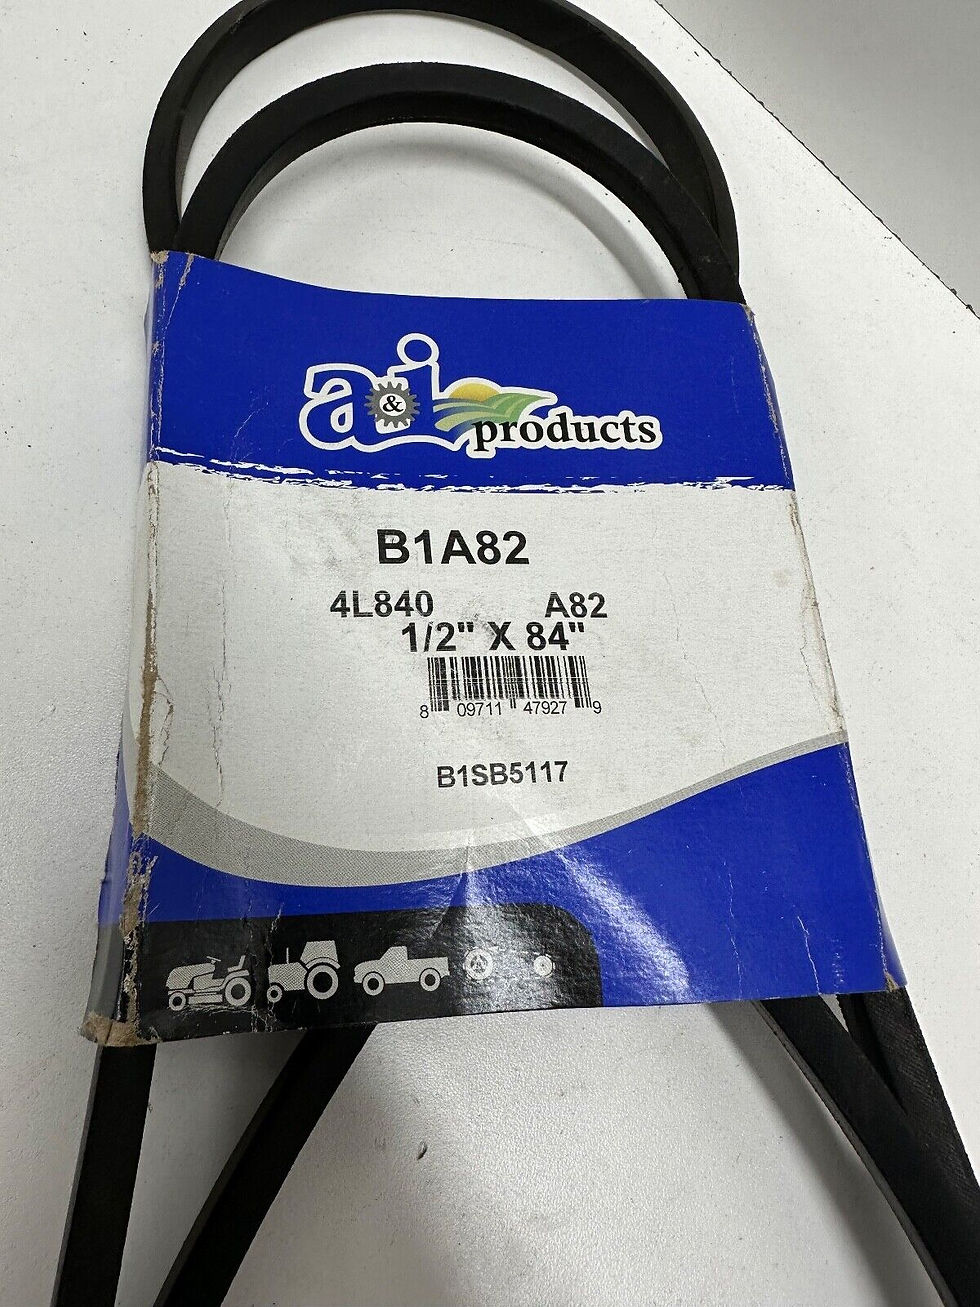 a&i products
B1A82
4L840 A82
1/2" X 84"
8 09711 47927 9
B1SB5117